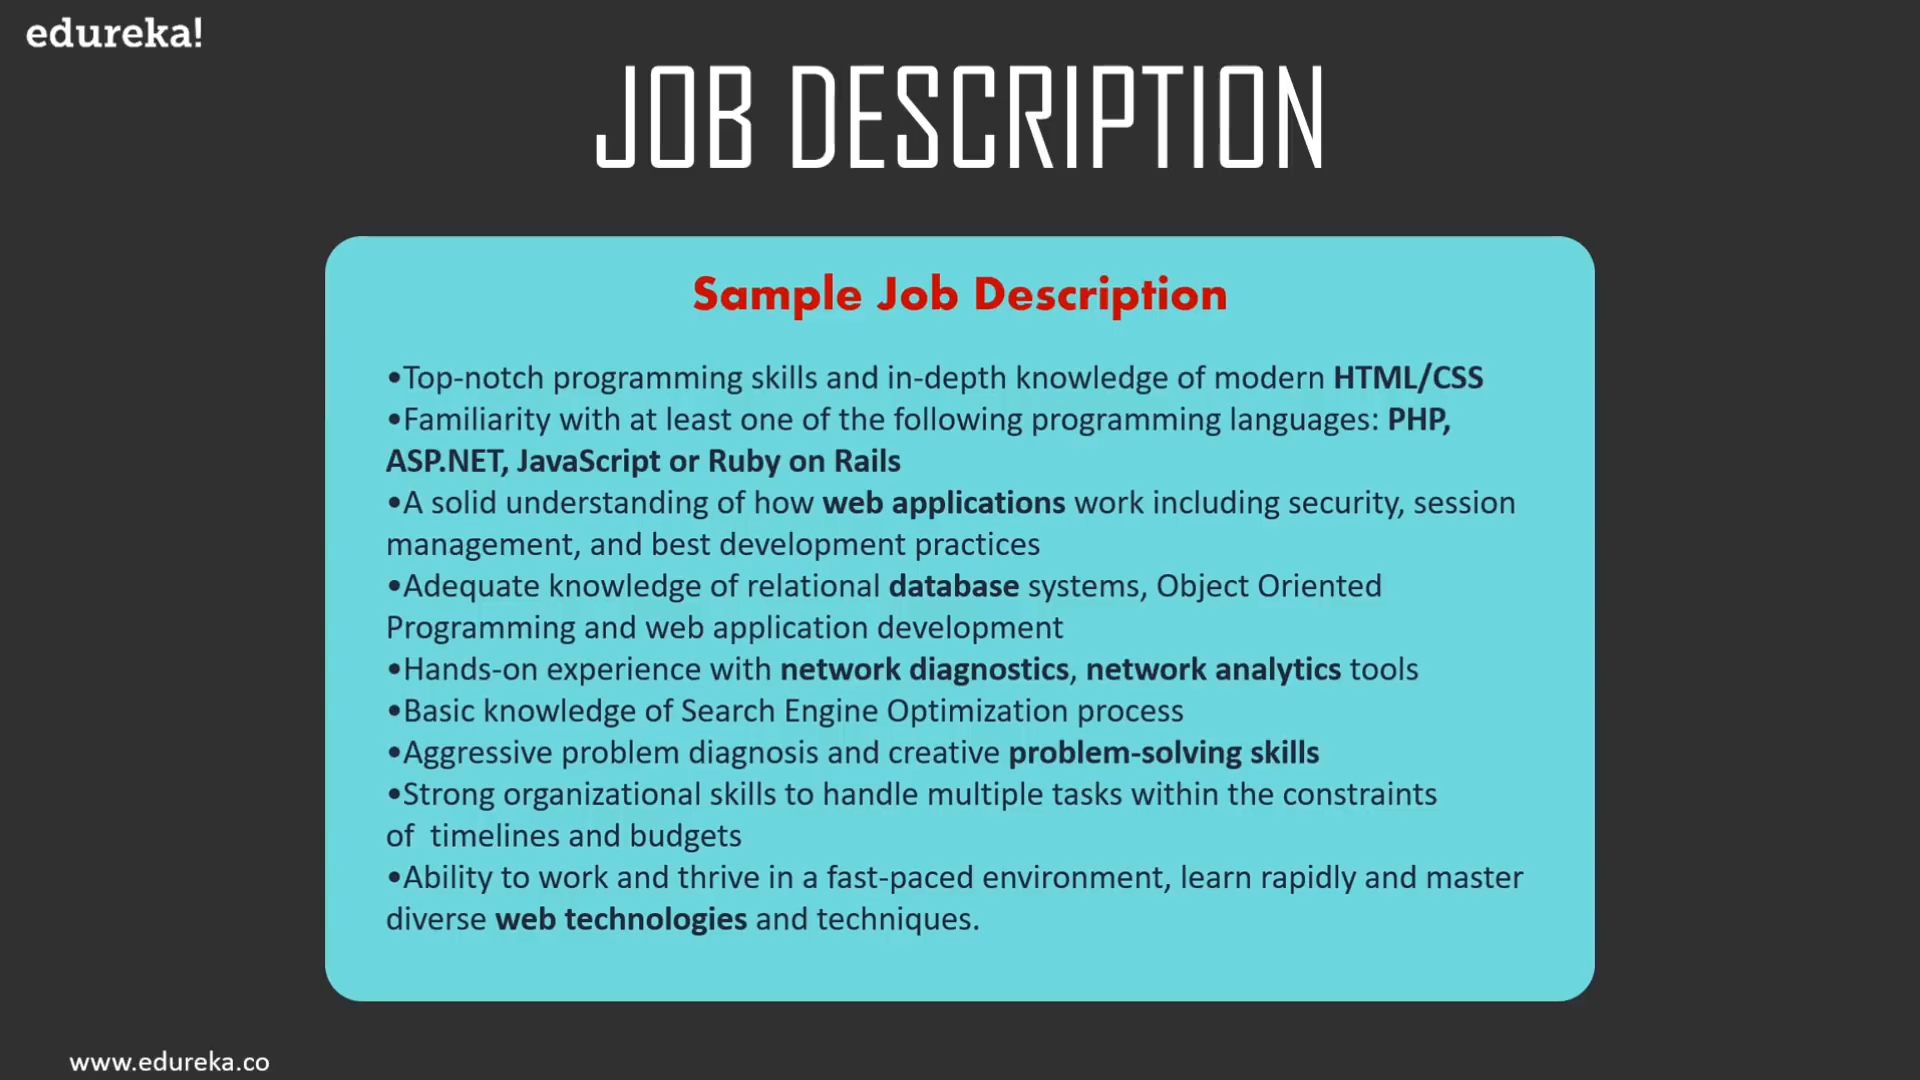 edureka!
JOB DESCRIPTION
Sample Job Description
•Top-notch programming skills and in-depth knowledge of modern HTML/CSS
•Familiarity with at least one of the following programming languages: PHP,
ASP.NET, JavaScript or Ruby on Rails
•A solid understanding of how web applications work including security, session
management, and best development practices
•Adequate knowledge of relational database systems, Object Oriented
Programming and web application development
•Hands-on experience with network diagnostics, network analytics tools
•Basic knowledge of Search Engine Optimization process
•Aggressive problem diagnosis and creative problem-solving skills
•Strong organizational skills to handle multiple tasks within the constraints
of  timelines and budgets
•Ability to work and thrive in a fast-paced environment, learn rapidly and master
diverse web technologies and techniques.
www.edureka.co